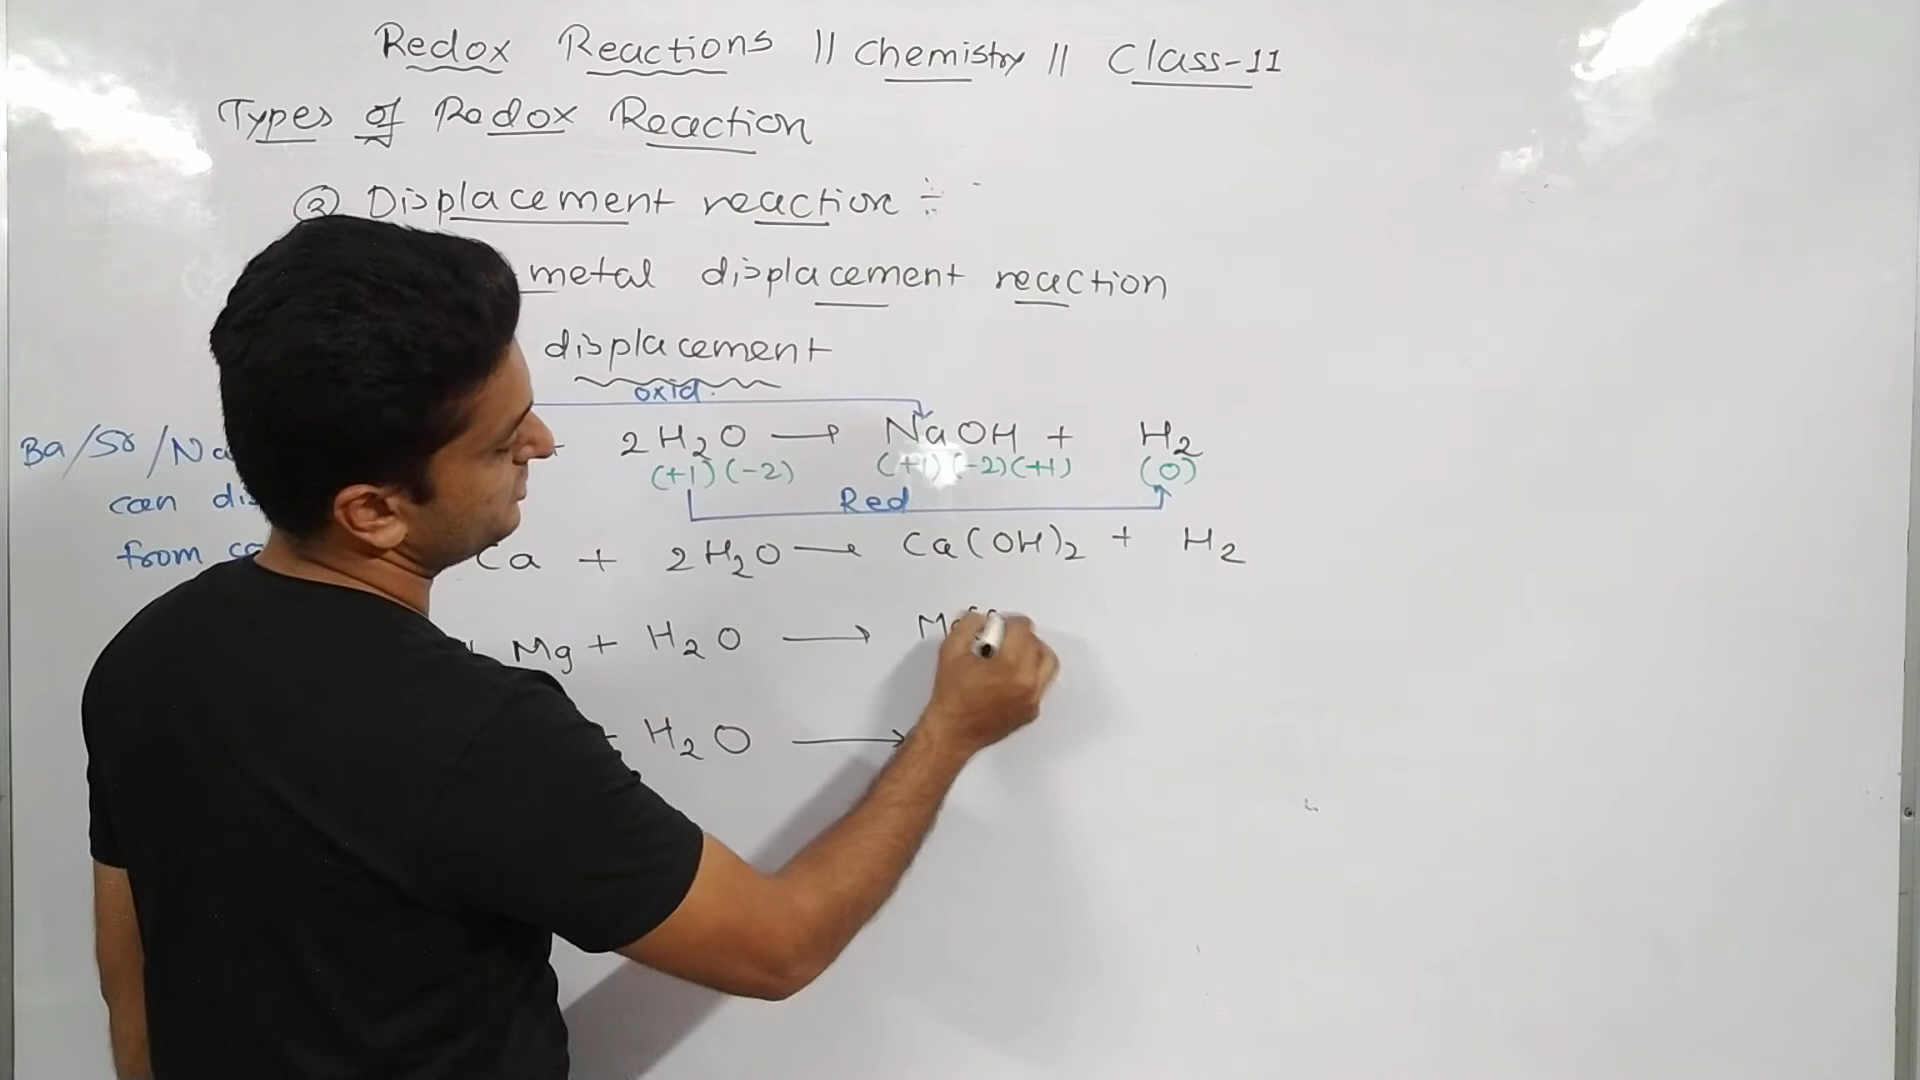 Redox Reactions || Chemistry || Class-11
Types of Redox Reaction
② Displacement reaction ÷
metal displacement reaction
displacement
oxid.
Ba/Sr/Na + 2H₂O → NaOH + H₂
(+1)(-2) (+1)(-2)(+1) (0)
can Red
from Ca + 2H₂O → Ca(OH)₂ + H₂
Mg + H₂O →
H₂O →